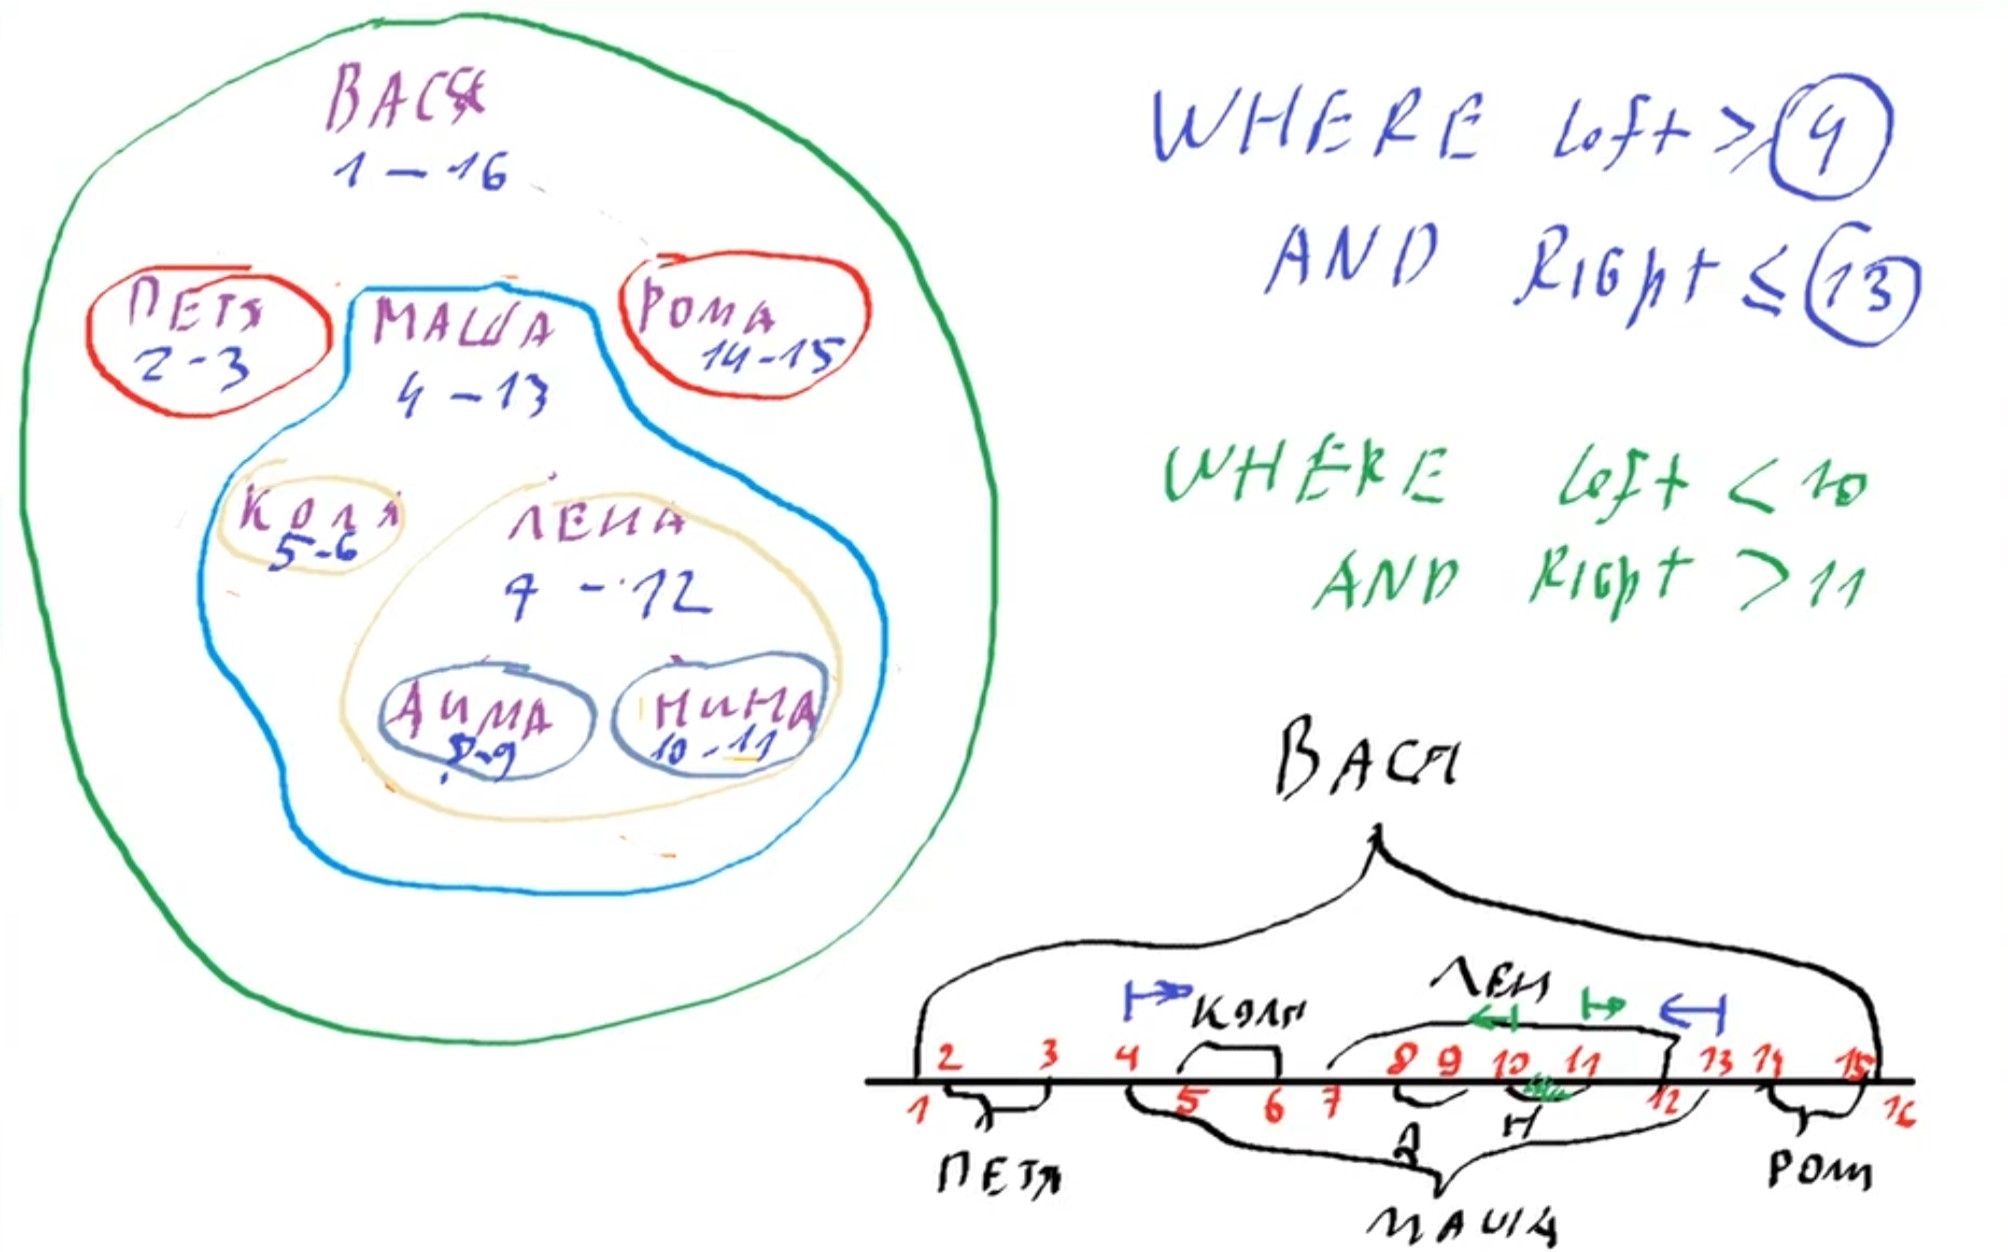 ВАСЯ
1 - 16
ПЕТЯ
2 - 3
МАША
4 - 13
РОМА
14 - 15
КОЛЯ
5 - 6
ЛЕНА
7 - 12
ДИМА
8 - 9
НИНА
10 - 11
WHERE left ≥ 4
AND Right ≤ 13
WHERE left < 10
AND Right > 11
ВАСЯ
ЛЕН
КОЛЯ
2 3 4 8 9 10 11 13 14 15
1 5 6 7 12 16
Д Н
ПЕТЯ РОМ
МАША